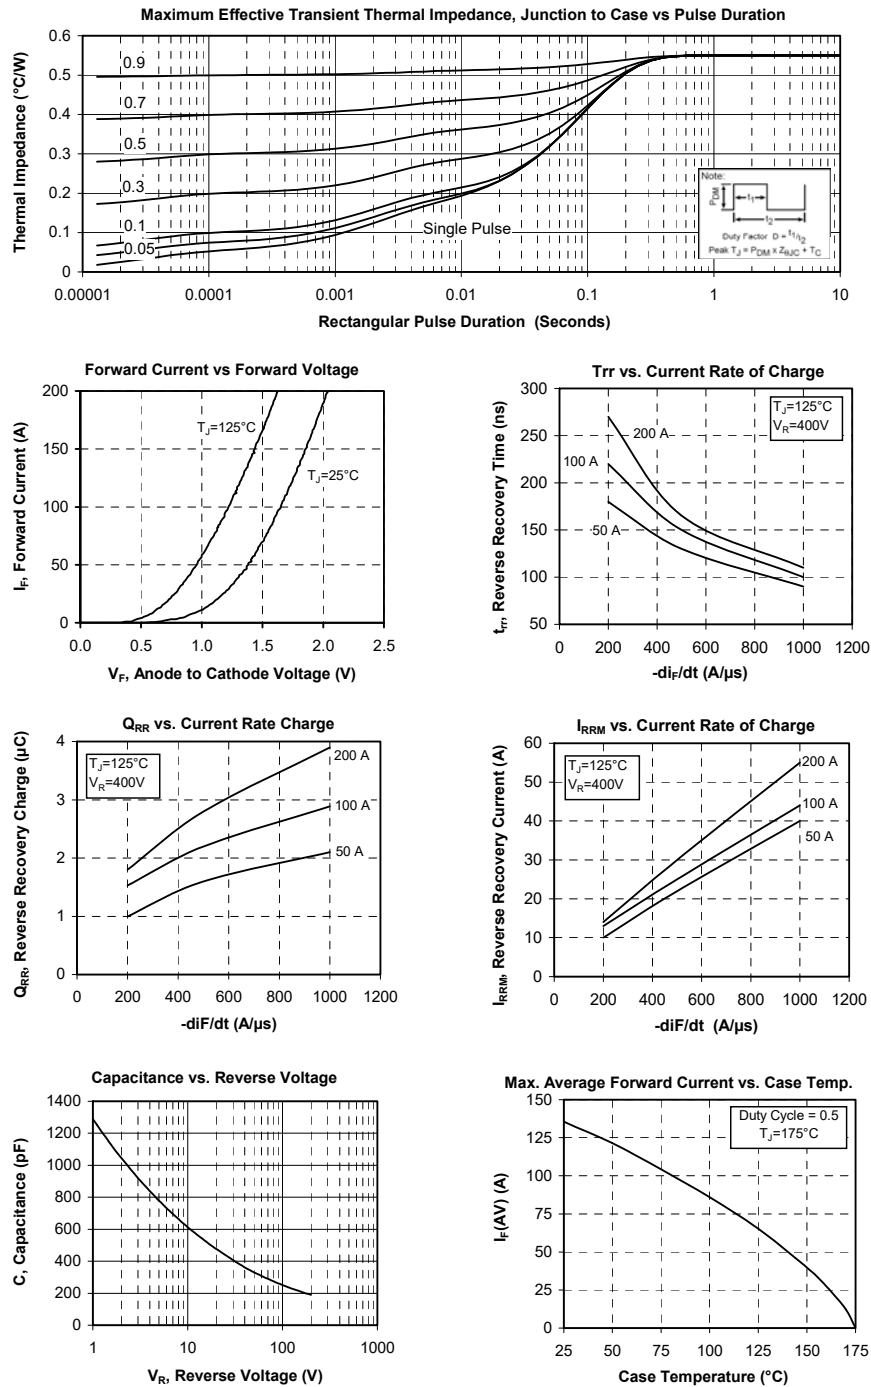 Maximum Effective Transient Thermal Impedance, Junction to Case vs Pulse Duration
Thermal Impedance (°C/W)
0.6
0.5
0.4
0.3
0.2
0.1
0
0.9
0.7
0.5
0.3
0.1
0.05
Single Pulse
Note:
PDM
t1
t2
Duty Factor D = t1/t2
Peak TJ = PDM x ZθJC + TC
0.00001 0.0001 0.001 0.01 0.1 1 10
Rectangular Pulse Duration (Seconds)
Forward Current vs Forward Voltage
IF, Forward Current (A)
200
150
100
50
0
TJ=125°C
TJ=25°C
0.0 0.5 1.0 1.5 2.0 2.5
VF, Anode to Cathode Voltage (V)
Trr vs. Current Rate of Charge
trr, Reverse Recovery Time (ns)
300
250
200
150
100
50
TJ=125°C
VR=400V
200 A
100 A
50 A
0 200 400 600 800 1000 1200
-diF/dt (A/µs)
QRR vs. Current Rate Charge
QRR, Reverse Recovery Charge (µC)
4
3
2
1
0
TJ=125°C
VR=400V
200 A
100 A
50 A
0 200 400 600 800 1000 1200
-diF/dt (A/µs)
IRRM vs. Current Rate of Charge
IRRM, Reverse Recovery Current (A)
60
50
40
30
20
10
0
TJ=125°C
VR=400V
200 A
100 A
50 A
0 200 400 600 800 1000 1200
-diF/dt (A/µs)
Capacitance vs. Reverse Voltage
C, Capacitance (pF)
1400
1200
1000
800
600
400
200
0
1 10 100 1000
VR, Reverse Voltage (V)
Max. Average Forward Current vs. Case Temp.
IF(AV) (A)
150
125
100
75
50
25
0
Duty Cycle = 0.5
TJ=175°C
25 50 75 100 125 150 175
Case Temperature (°C)